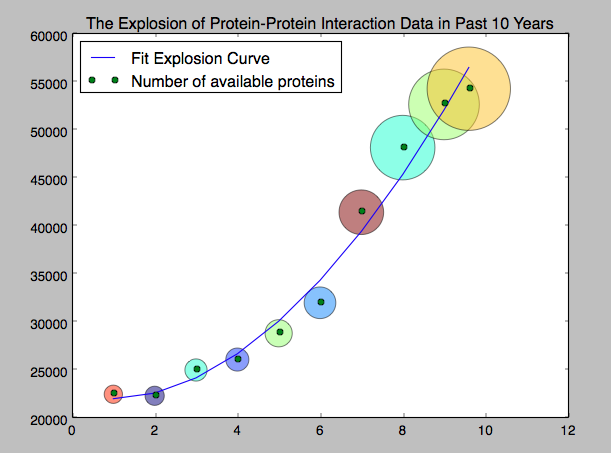 The Explosion of Protein-Protein Interaction Data in Past 10 Years
Fit Explosion Curve
Number of available proteins
60000
55000
50000
45000
40000
35000
30000
25000
20000
0 2 4 6 8 10 12